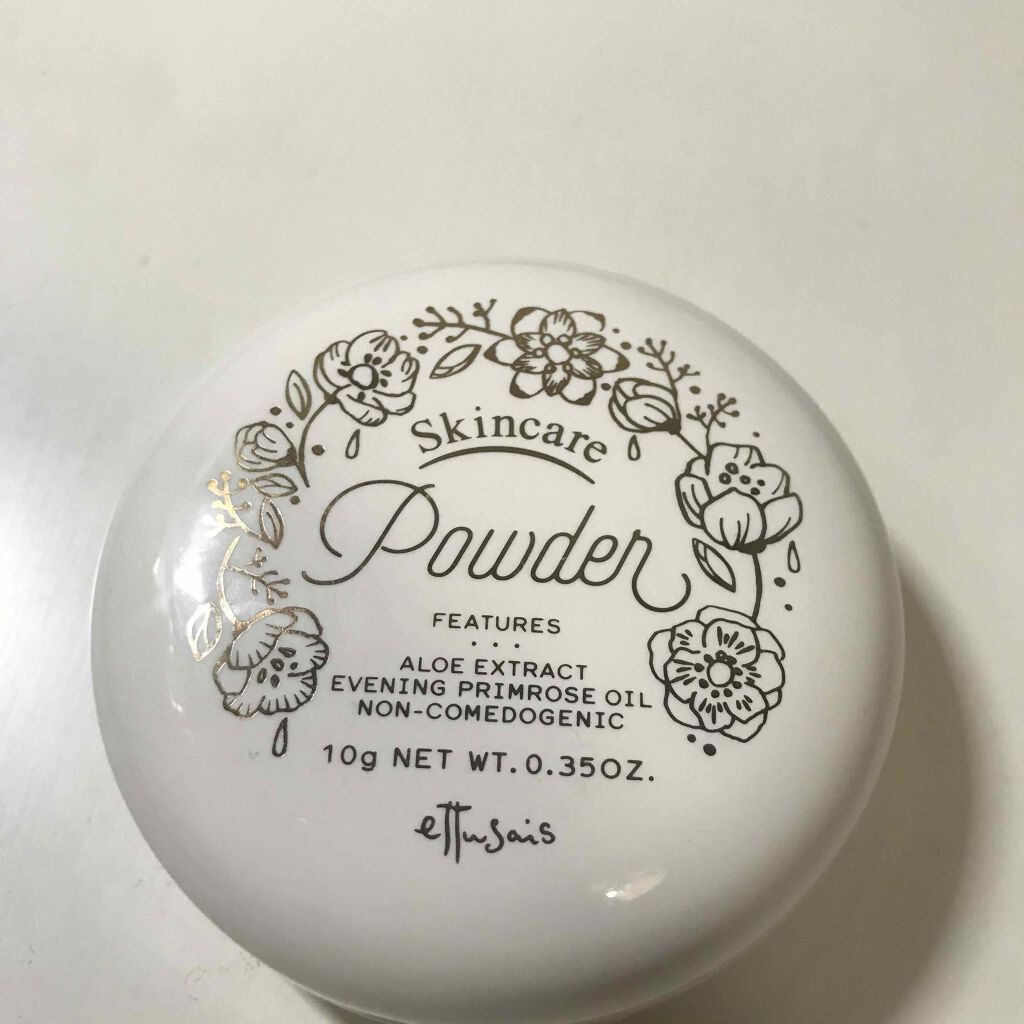 Skincare
Powder
FEATURES
...
ALOE EXTRACT
EVENING PRIMROSE OIL
NON-COMEDOGENIC
10g NET WT. 0.35OZ.
ettusais